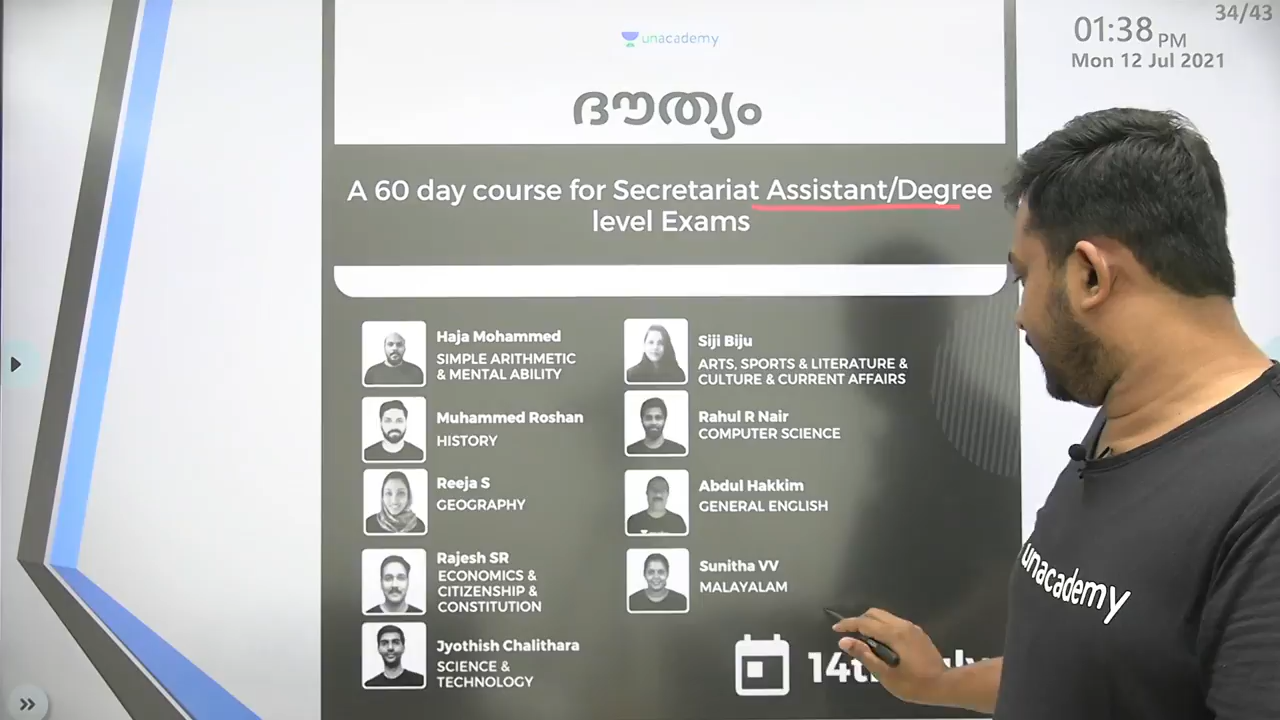 34/43
01:38 PM
Mon 12 Jul 2021
unacademy
ദൗത്യം
A 60 day course for Secretariat Assistant/Degree
level Exams
Haja Mohammed
SIMPLE ARITHMETIC
& MENTAL ABILITY
Muhammed Roshan
HISTORY
Reeja S
GEOGRAPHY
Rajesh SR
ECONOMICS &
CITIZENSHIP &
CONSTITUTION
Jyothish Chalithara
SCIENCE &
TECHNOLOGY
Siji Biju
ARTS, SPORTS & LITERATURE &
CULTURE & CURRENT AFFAIRS
Rahul R Nair
COMPUTER SCIENCE
Abdul Hakkim
GENERAL ENGLISH
Sunitha VV
MALAYALAM
unacademy